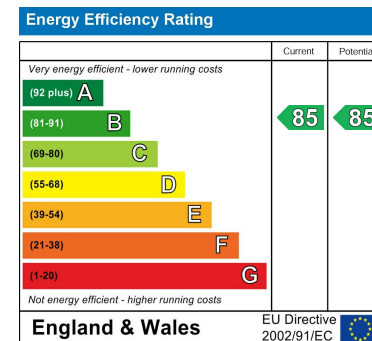 Energy Efficiency Rating
Current Potentia
Very energy efficient - lower running costs
(92 plus) A
(81-91) B 85 85
(69-80) C
(55-68) D
(39-54) E
(21-38) F
(1-20) G
Not energy efficient - higher running costs
England & Wales
EU Directive
2002/91/EC